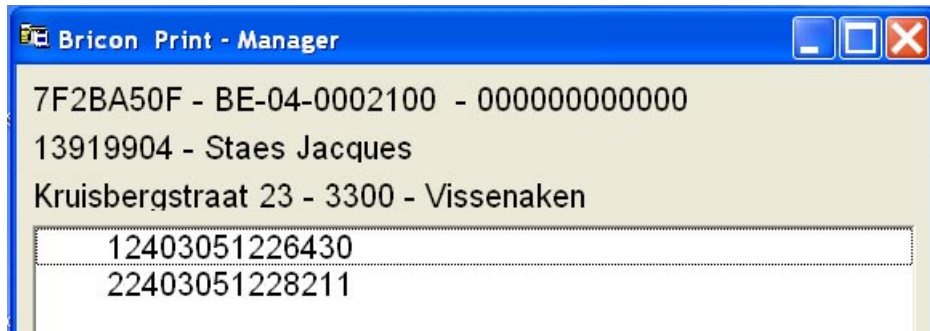 Bricon Print - Manager
7F2BA50F - BE-04-0002100 - 000000000000
13919904 - Staes Jacques
Kruisbergstraat 23 - 3300 - Vissenaken
12403051226430
22403051228211